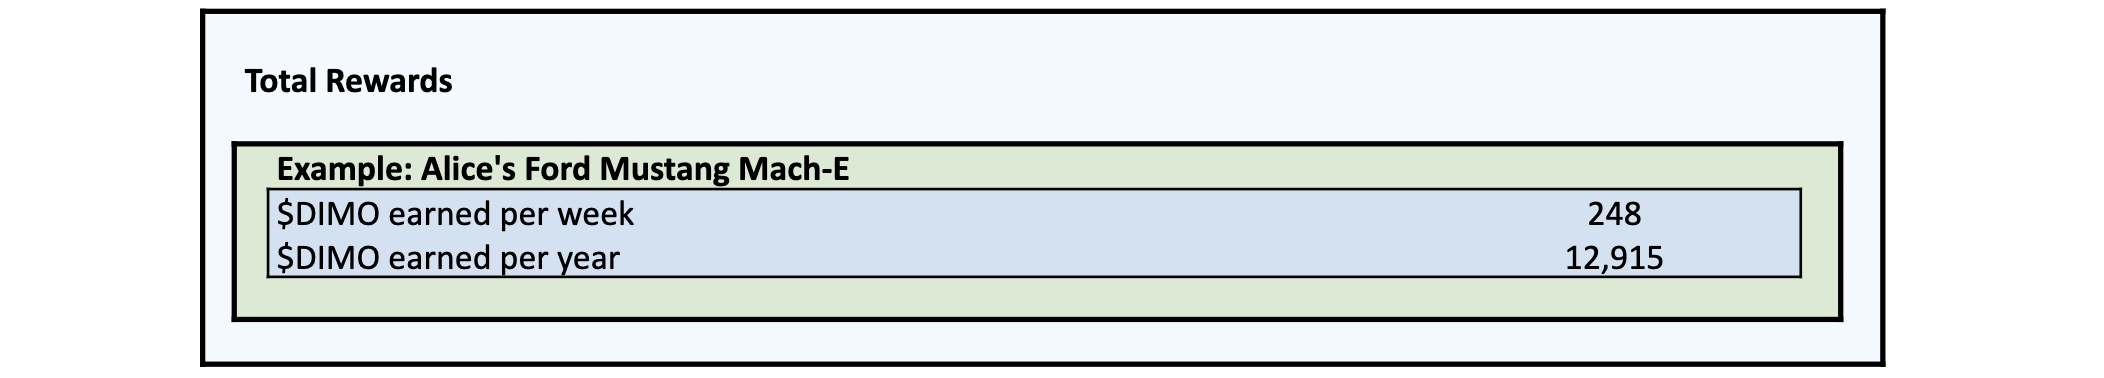 Total Rewards
Example: Alice's Ford Mustang Mach-E
$DIMO earned per week 248
$DIMO earned per year 12,915